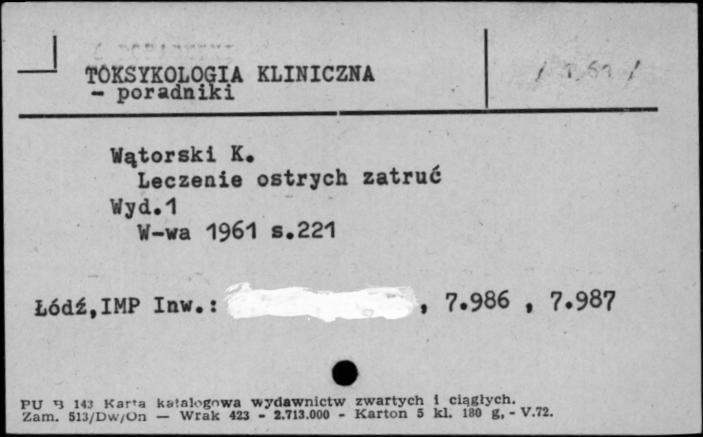 TOKSYKOLOGIA KLINICZNA
- poradniki
Wątorski K.
Leczenie ostrych zatruć
Wyd.1
W-wa 1961 s.221
Łódź,IMP Inw.: , 7.986 , 7.987
PU B 143 Karta katalogowa wydawnictw zwartych i ciągłych.
Zam. 513/Dw/On — Wrak 423 - 2.713.000 - Karton 5 kl. 180 g, - V.72.